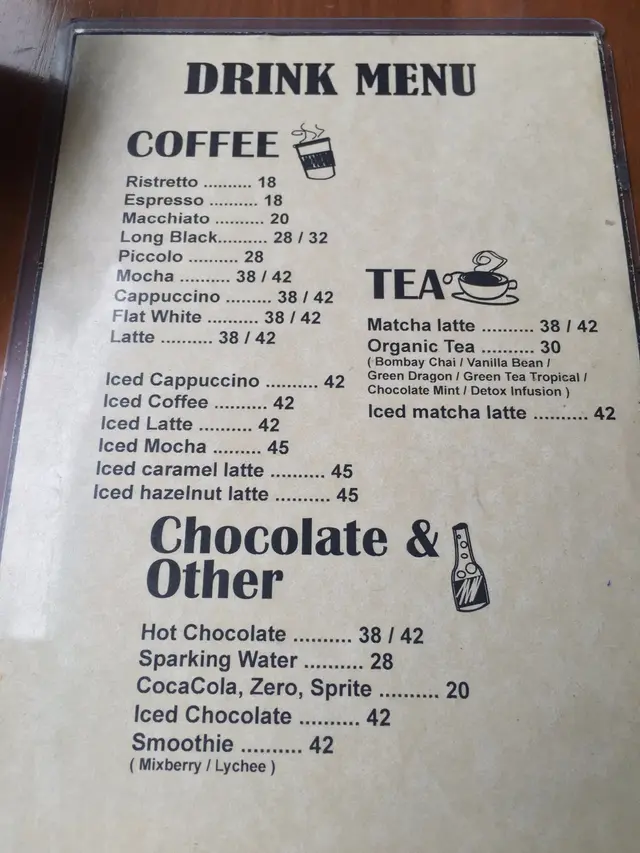 DRINK MENU
COFFEE
Ristretto .......... 18
Espresso .......... 18
Macchiato .......... 20
Long Black.......... 28 / 32
Piccolo .......... 28
Mocha .......... 38 / 42
Cappuccino ......... 38 / 42
Flat White .......... 38 / 42
Latte .......... 38 / 42
Iced Cappuccino .......... 42
Iced Coffee .......... 42
Iced Latte .......... 42
Iced Mocha ......... 45
Iced caramel latte .......... 45
Iced hazelnut latte .......... 45
TEA
Matcha latte .......... 38 / 42
Organic Tea .......... 30
( Bombay Chai / Vanilla Bean /
Green Dragon / Green Tea Tropical /
Chocolate Mint / Detox Infusion )
Iced matcha latte .......... 42
Chocolate &
Other
Hot Chocolate .......... 38 / 42
Sparking Water .......... 28
CocaCola, Zero, Sprite .......... 20
Iced Chocolate .......... 42
Smoothie .......... 42
( Mixberry / Lychee )